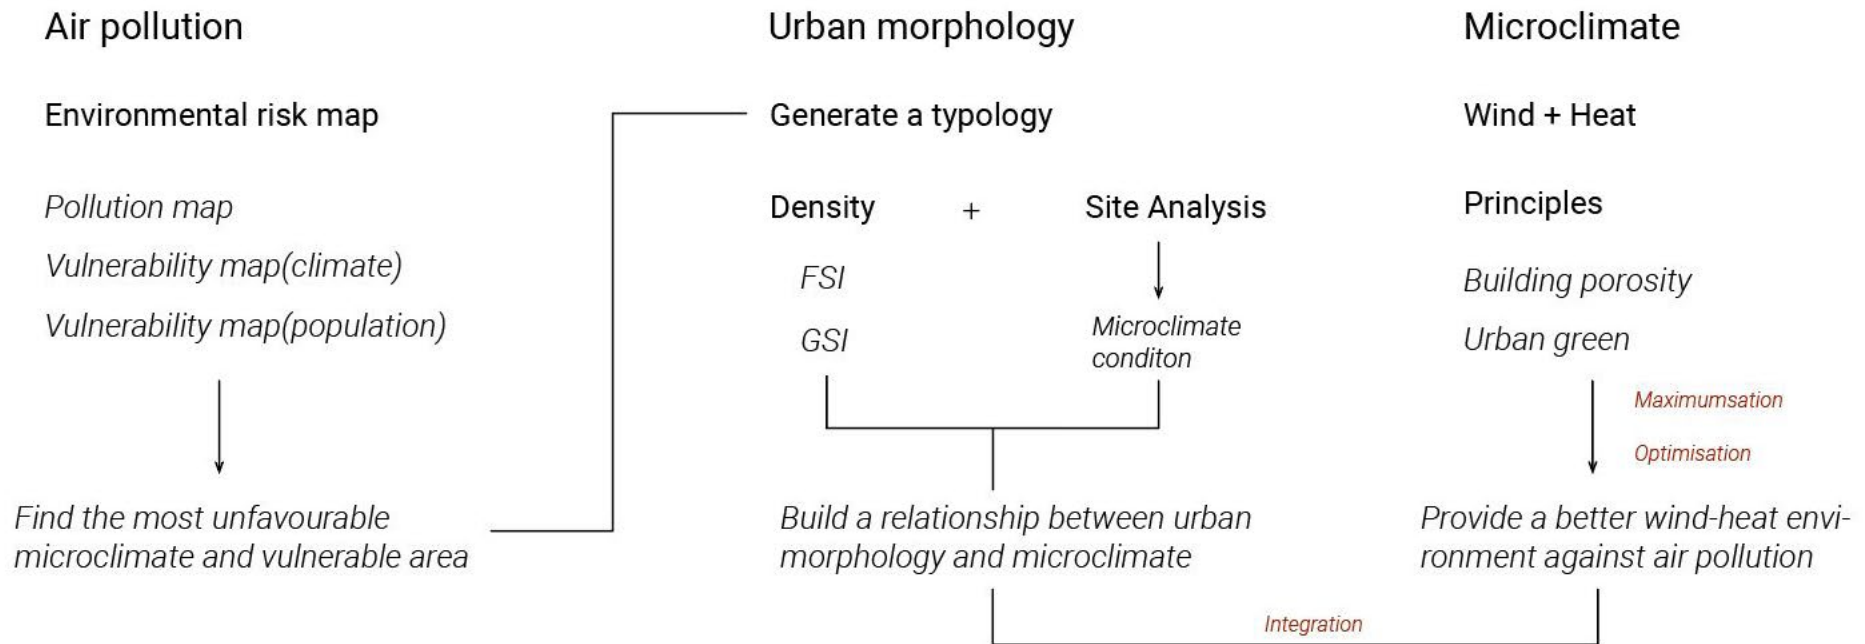 Air pollution
Environmental risk map
Pollution map
Vulnerability map(climate)
Vulnerability map(population)
Find the most unfavourable
microclimate and vulnerable area
Urban morphology
Generate a typology
Density + Site Analysis
FSI
GSI
Microclimate
conditon
Build a relationship between urban
morphology and microclimate
Microclimate
Wind + Heat
Principles
Building porosity
Urban green
Maximumsation
Optimisation
Provide a better wind-heat envi-
ronment against air pollution
Integration